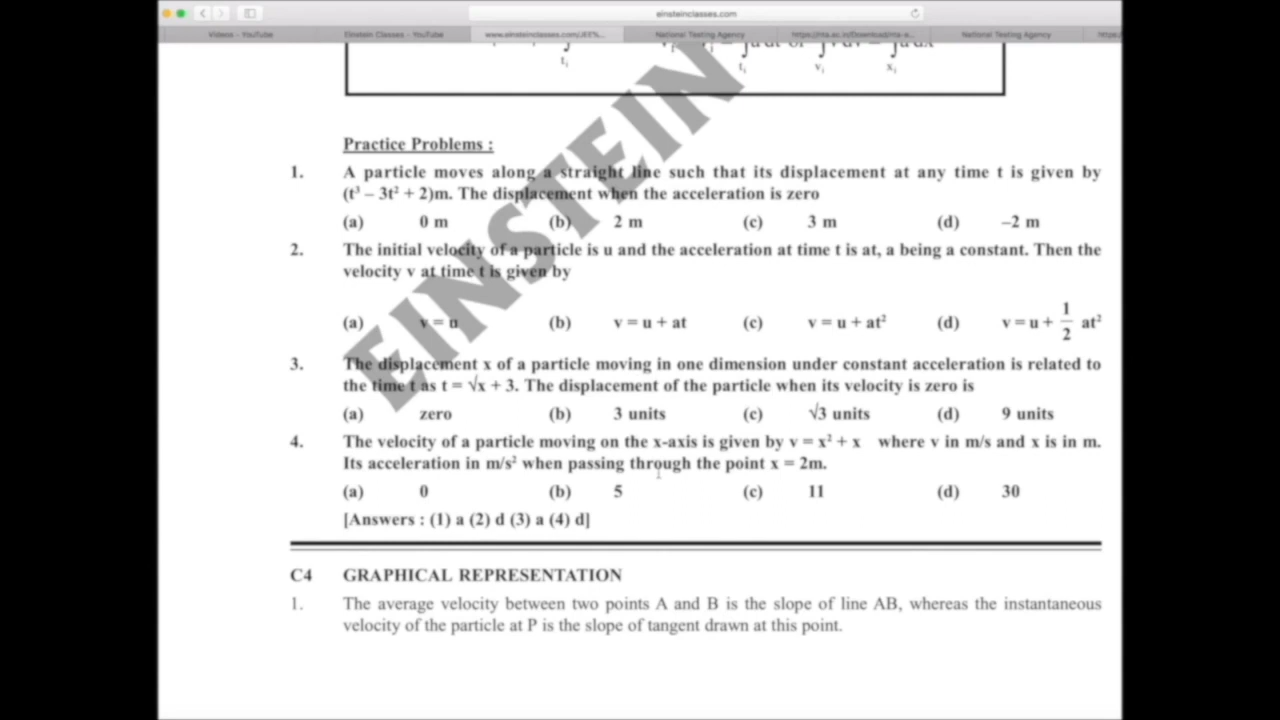 einsteinclasses.com
Videos - YouTube Einstein Classes - YouTube www.einsteinclasses.com/JEE%... National Testing Agency https://nta.ac.in/Download/nta-a... National Testing Agency https:/
Practice Problems :
1. A particle moves along a straight line such that its displacement at any time t is given by
(t³ – 3t² + 2)m. The displacement when the acceleration is zero
(a) 0 m (b) 2 m (c) 3 m (d) –2 m
2. The initial velocity of a particle is u and the acceleration at time t is at, a being a constant. Then the
velocity v at time t is given by
(a) v = u (b) v = u + at (c) v = u + at² (d) v = u + 1/2 at²
3. The displacement x of a particle moving in one dimension under constant acceleration is related to
the time t as t = √x + 3. The displacement of the particle when its velocity is zero is
(a) zero (b) 3 units (c) √3 units (d) 9 units
4. The velocity of a particle moving on the x-axis is given by v = x² + x where v in m/s and x is in m.
Its acceleration in m/s² when passing through the point x = 2m.
(a) 0 (b) 5 (c) 11 (d) 30
[Answers : (1) a (2) d (3) a (4) d]
C4 GRAPHICAL REPRESENTATION
1. The average velocity between two points A and B is the slope of line AB, whereas the instantaneous
velocity of the particle at P is the slope of tangent drawn at this point.
EINSTEIN